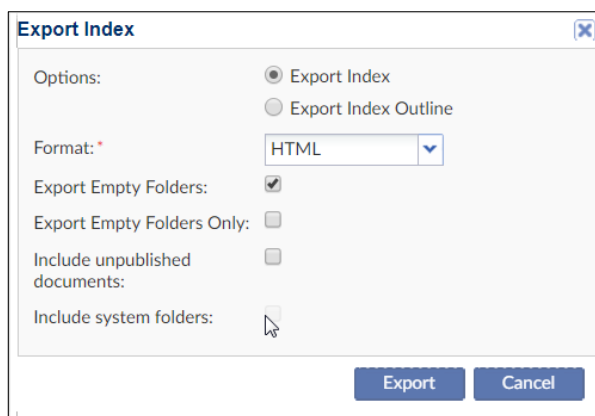 Export Index
Options:
Export Index
Export Index Outline
Format:*
HTML
Export Empty Folders:
Export Empty Folders Only:
Include unpublished
documents:
Include system folders:
Export
Cancel